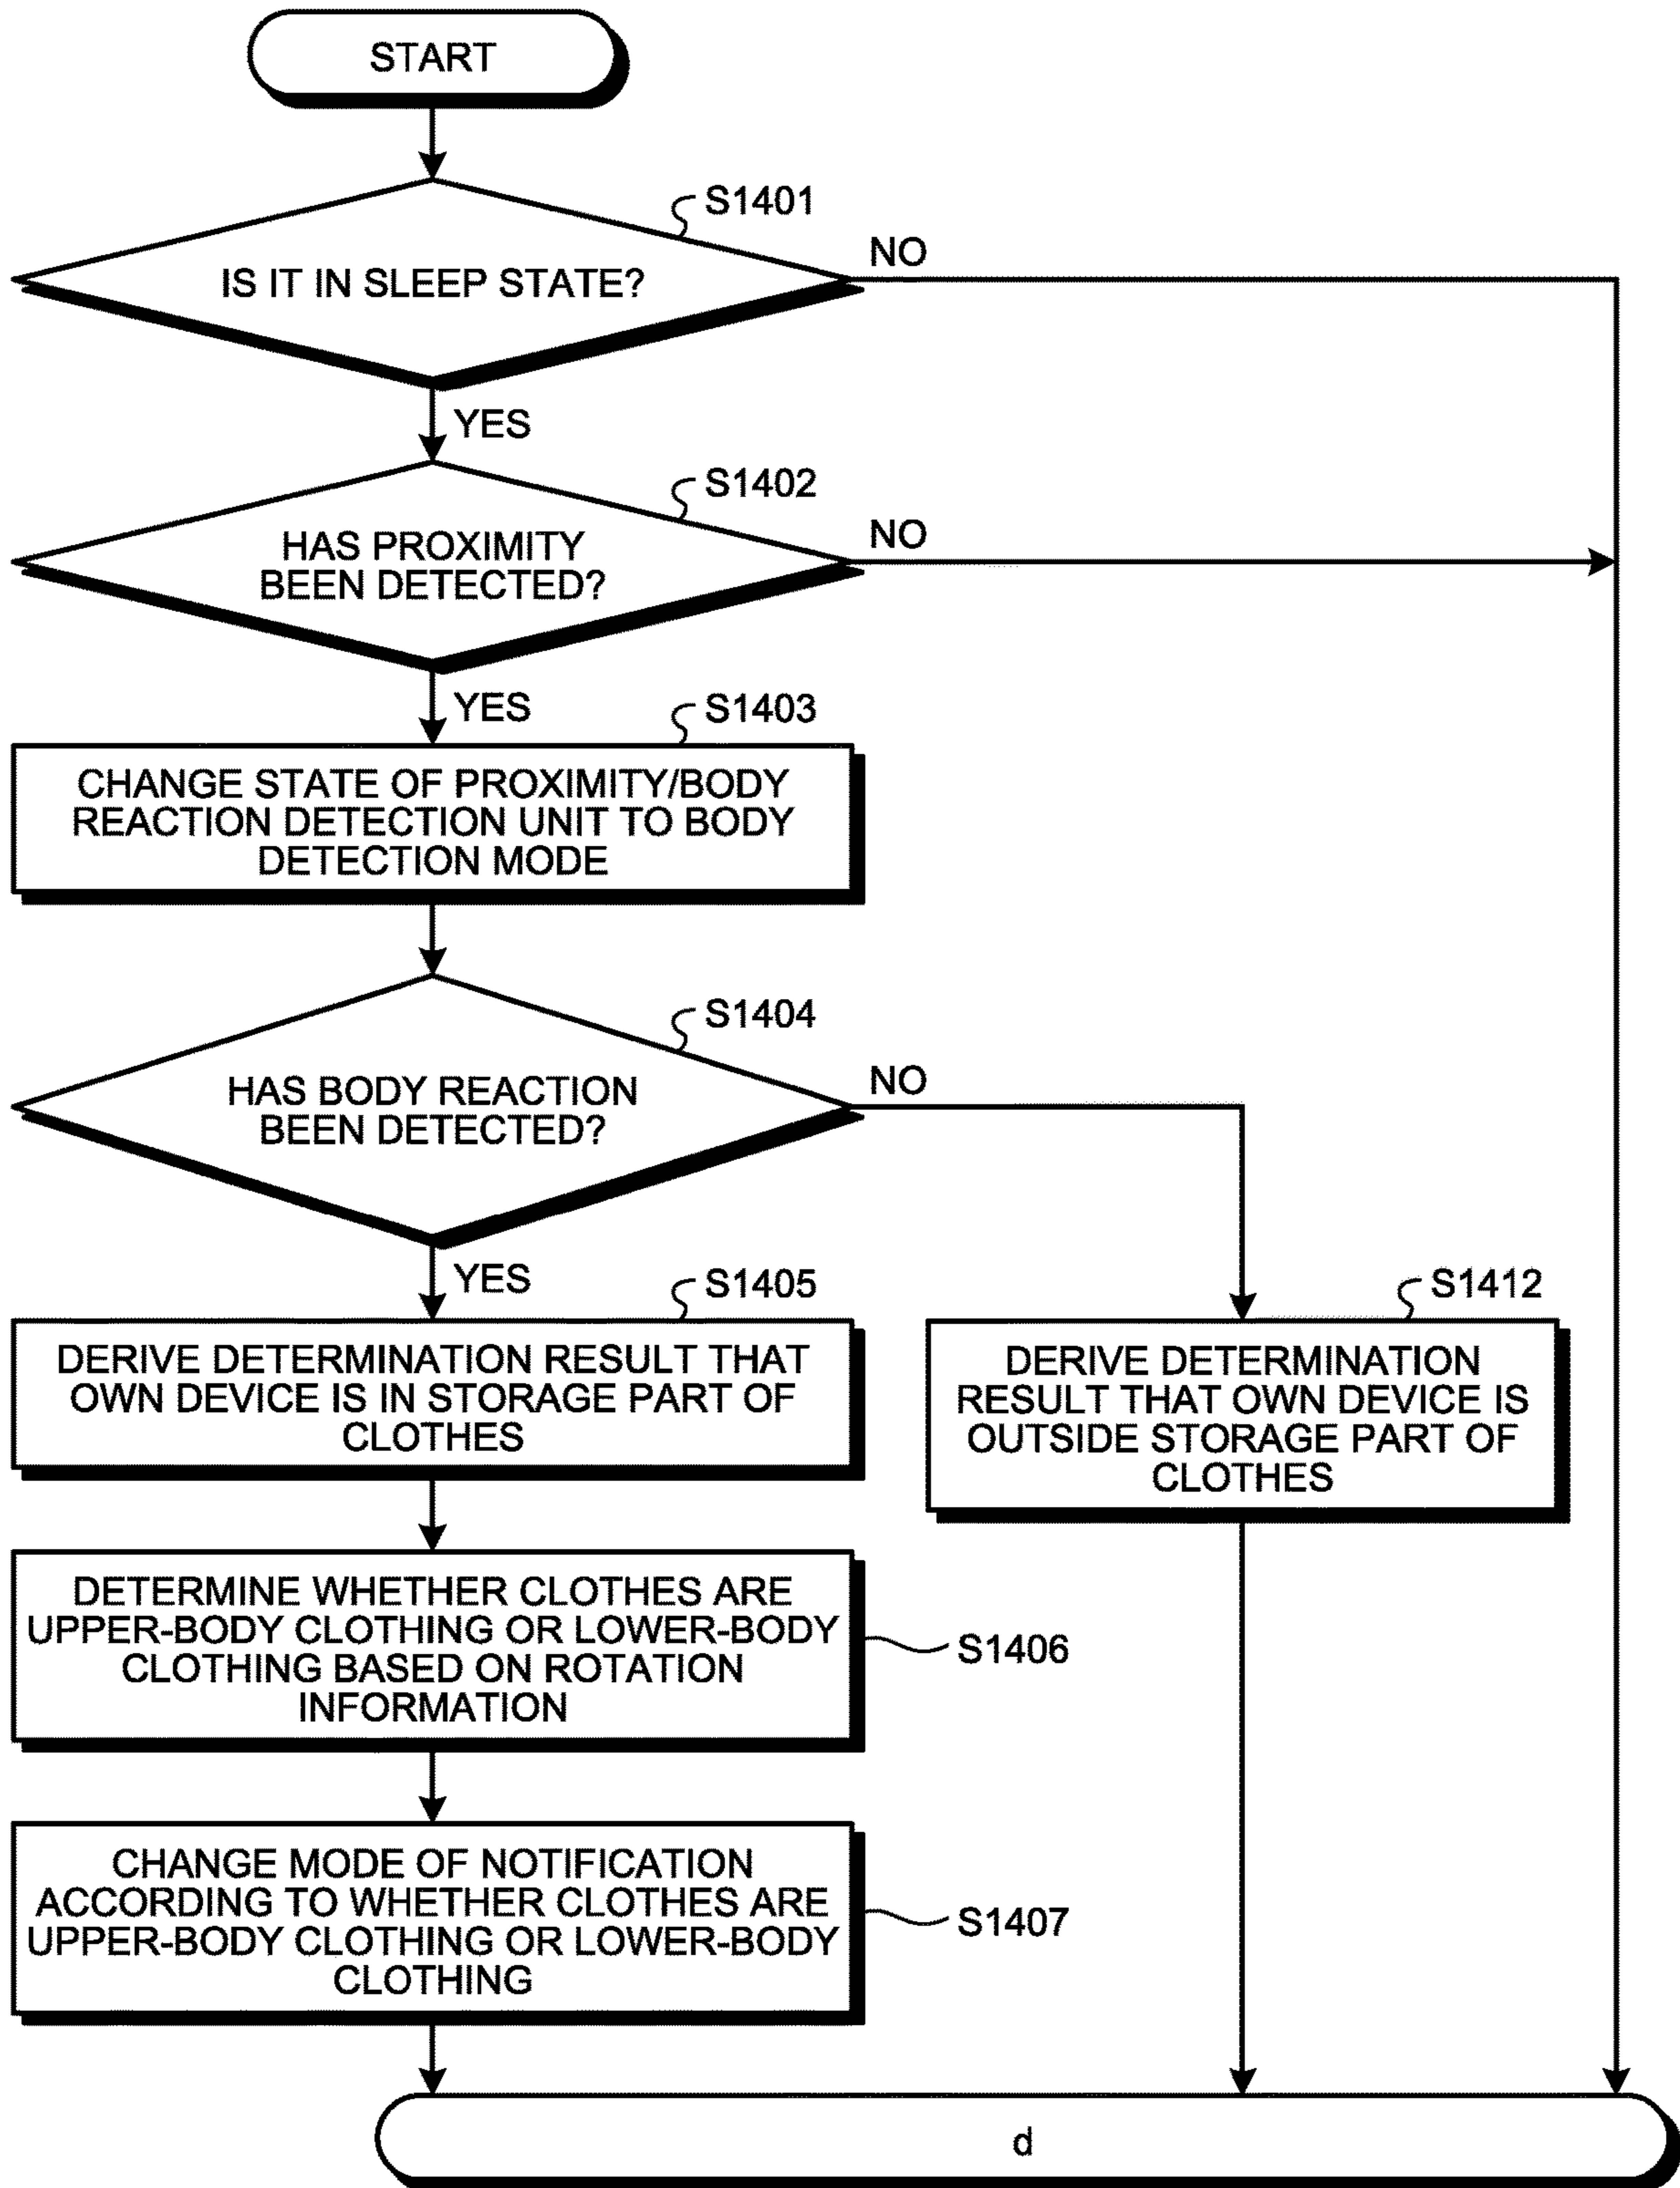 START
S1401
IS IT IN SLEEP STATE?
NO
YES
S1402
HAS PROXIMITY
BEEN DETECTED?
NO
YES
S1403
CHANGE STATE OF PROXIMITY/BODY
REACTION DETECTION UNIT TO BODY
DETECTION MODE
S1404
HAS BODY REACTION
BEEN DETECTED?
NO
YES
S1405
DERIVE DETERMINATION RESULT THAT
OWN DEVICE IS IN STORAGE PART OF
CLOTHES
S1412
DERIVE DETERMINATION
RESULT THAT OWN DEVICE IS
OUTSIDE STORAGE PART OF
CLOTHES
DETERMINE WHETHER CLOTHES ARE
UPPER-BODY CLOTHING OR LOWER-BODY
CLOTHING BASED ON ROTATION
INFORMATION
S1406
CHANGE MODE OF NOTIFICATION
ACCORDING TO WHETHER CLOTHES ARE
UPPER-BODY CLOTHING OR LOWER-BODY
CLOTHING
S1407
d